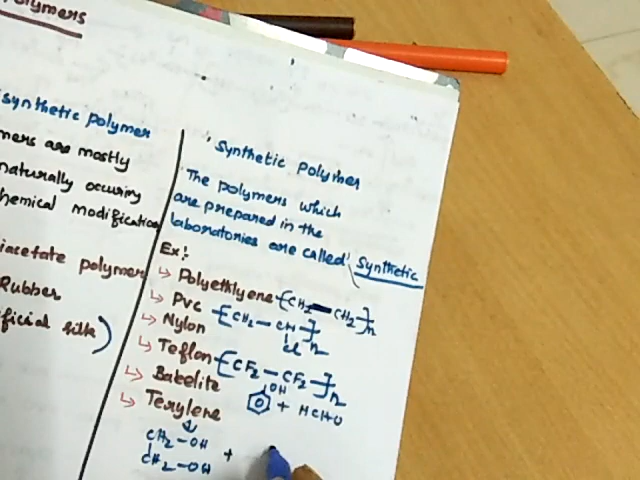 Polymers
synthetic polymer
mers are mostly
naturally occuring
hemical modification
iacetate polymer
Rubber
ficial silk)
Synthetic Polymer
The polymers which
are prepared in the
laboratories are called Synthetic
Ex:-
↳ Polyethlyene -[CH2 — CH2]-n
↳ PVC -[CH2 — CH]-n
Cl
↳ Nylon
↳ Teflon -[CF2 — CF2]-n
↳ Bakelite OH + HCHO
↳ Terylene
CH2 – OH
CH2 – OH +